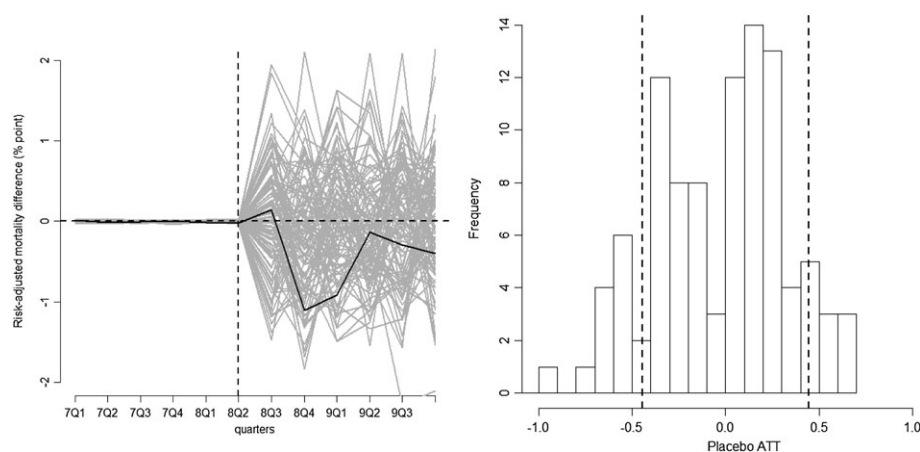 Risk-adjusted mortality difference (% point)
2
1
0
-1
-2
7Q1 7Q2 7Q3 7Q4 8Q1 8Q2 8Q3 8Q4 9Q1 9Q2 9Q3
quarters
Frequency
14
12
10
8
6
4
2
0
-1.0 -0.5 0.0 0.5 1.0
Placebo ATT